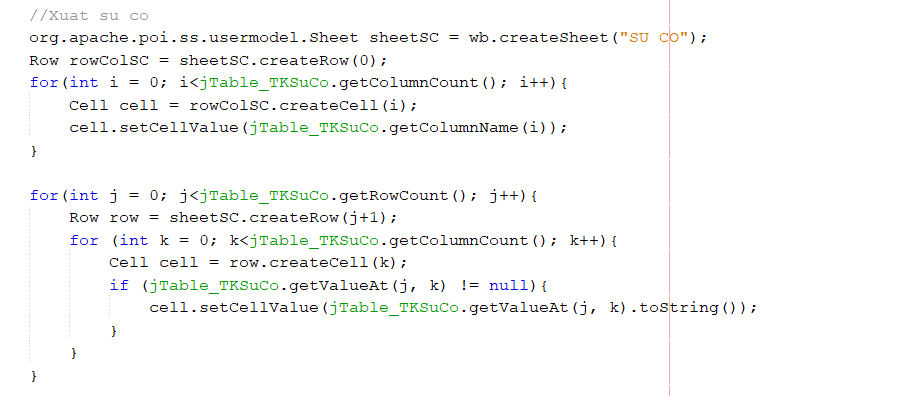 //Xuat su co
org.apache.poi.ss.usermodel.Sheet sheetSC = wb.createSheet("SU CO");
Row rowColSC = sheetSC.createRow(0);
for(int i = 0; i<jTable_TKSuCo.getColumnCount(); i++){
    Cell cell = rowColSC.createCell(i);
    cell.setCellValue(jTable_TKSuCo.getColumnName(i));
}

for(int j = 0; j<jTable_TKSuCo.getRowCount(); j++){
    Row row = sheetSC.createRow(j+1);
    for (int k = 0; k<jTable_TKSuCo.getColumnCount(); k++){
        Cell cell = row.createCell(k);
        if (jTable_TKSuCo.getValueAt(j, k) != null){
            cell.setCellValue(jTable_TKSuCo.getValueAt(j, k).toString());
        }
    }
}